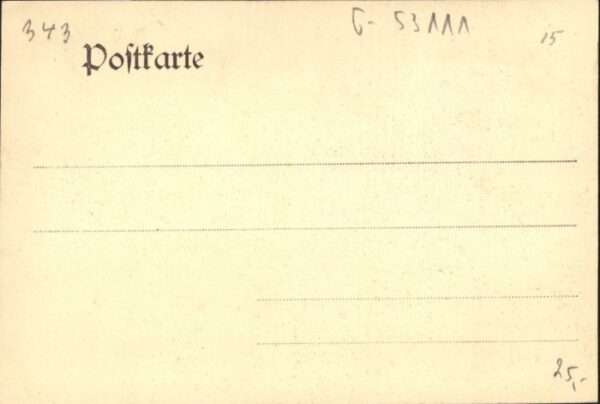 343
G- 53111
15
Postkarte
25,-